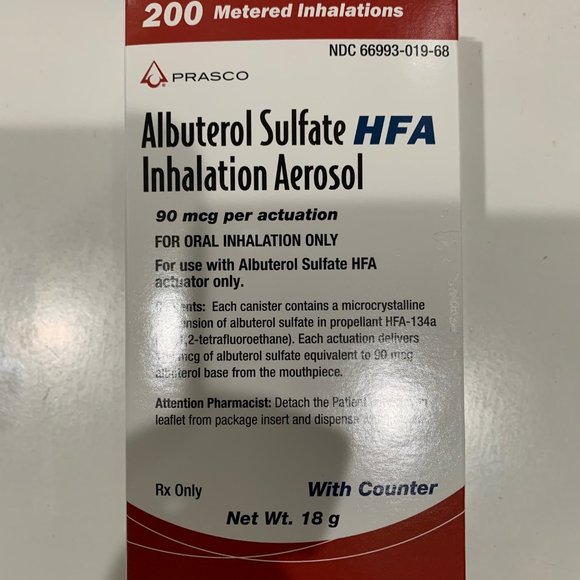 200 Metered Inhalations
NDC 66993-019-68
PRASCO
Albuterol Sulfate HFA
Inhalation Aerosol
90 mcg per actuation
FOR ORAL INHALATION ONLY
For use with Albuterol Sulfate HFA
actuator only.
Each canister contains a microcrystalline
of albuterol sulfate in propellant HFA-134a
Each actuation delivers
mcg of albuterol sulfate equivalent to 90 mcg
albuterol base from the mouthpiece.
Attention Pharmacist: Detach the Patient
leaflet from package insert and dispense
Rx Only
With Counter
Net Wt. 18 g